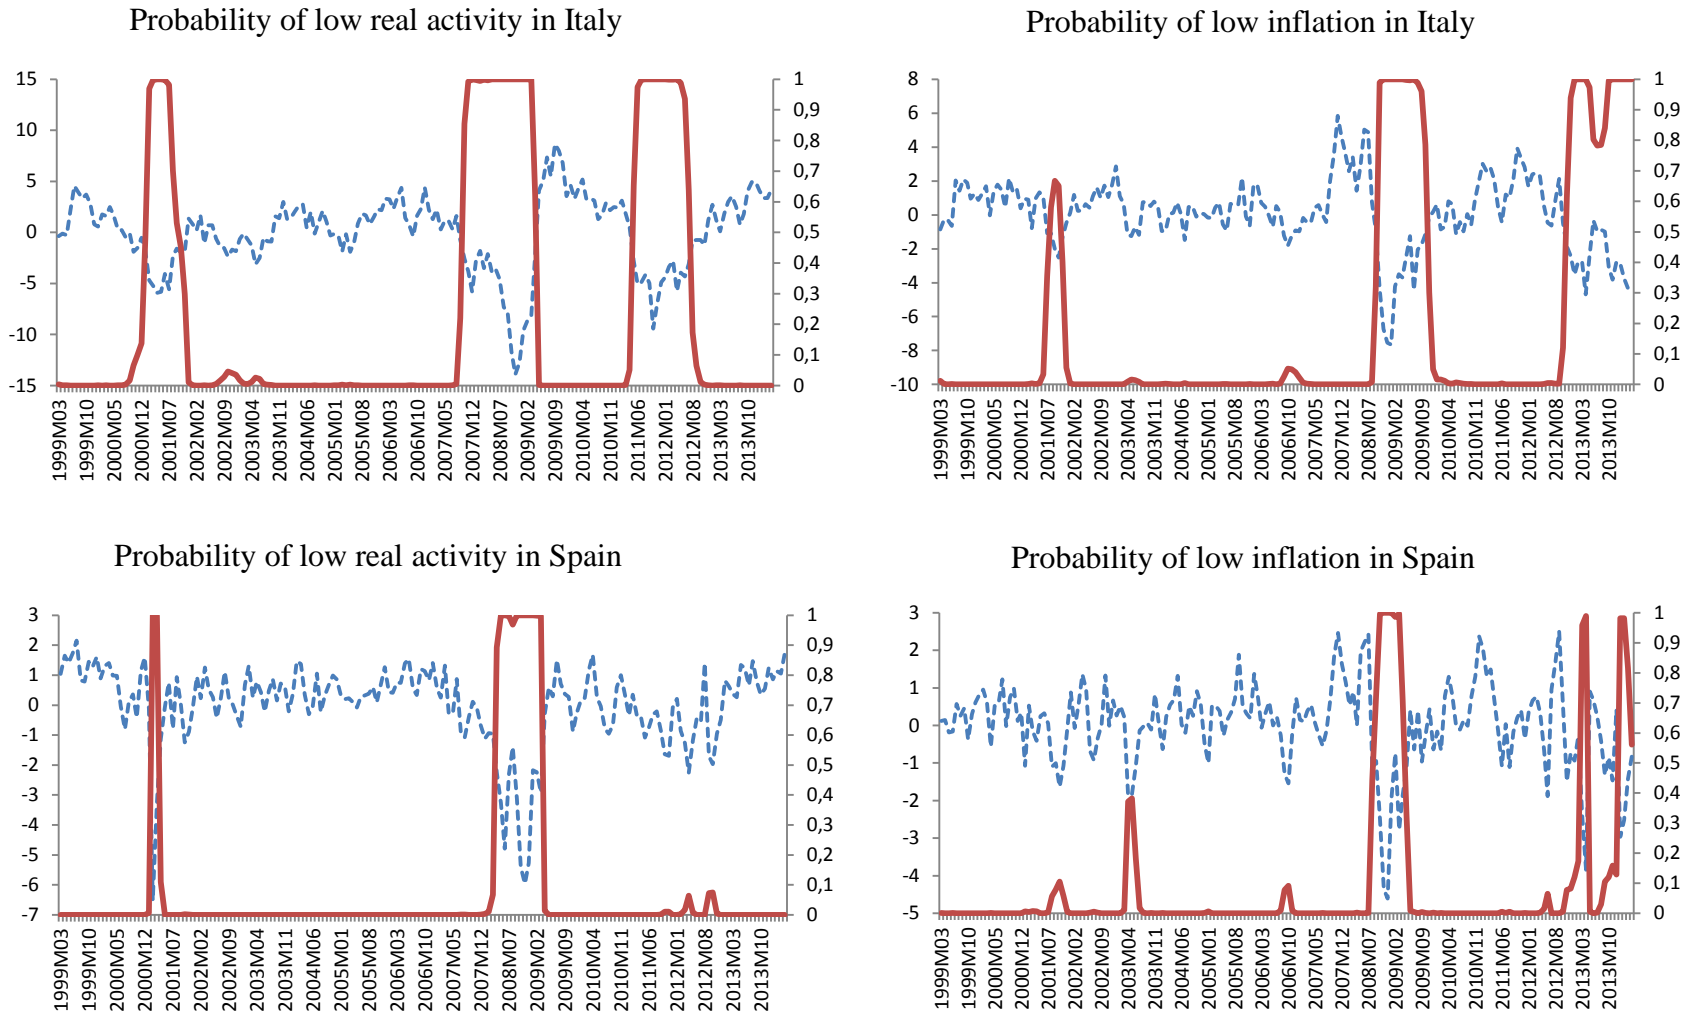 Probability of low real activity in Italy
15
10
5
0
-5
-10
-15
1
0,9
0,8
0,7
0,6
0,5
0,4
0,3
0,2
0,1
0
1999M03
1999M10
2000M05
2000M12
2001M07
2002M02
2002M09
2003M04
2003M11
2004M06
2005M01
2005M08
2006M03
2006M10
2007M05
2007M12
2008M07
2009M02
2009M09
2010M04
2010M11
2011M06
2012M01
2012M08
2013M03
2013M10
Probability of low inflation in Italy
8
6
4
2
0
-2
-4
-6
-8
-10
1
0,9
0,8
0,7
0,6
0,5
0,4
0,3
0,2
0,1
0
1999M03
1999M10
2000M05
2000M12
2001M07
2002M02
2002M09
2003M04
2003M11
2004M06
2005M01
2005M08
2006M03
2006M10
2007M05
2007M12
2008M07
2009M02
2009M09
2010M04
2010M11
2011M06
2012M01
2012M08
2013M03
2013M10
Probability of low real activity in Spain
3
2
1
0
-1
-2
-3
-4
-5
-6
-7
1
0,9
0,8
0,7
0,6
0,5
0,4
0,3
0,2
0,1
0
1999M03
1999M10
2000M05
2000M12
2001M07
2002M02
2002M09
2003M04
2003M11
2004M06
2005M01
2005M08
2006M03
2006M10
2007M05
2007M12
2008M07
2009M02
2009M09
2010M04
2010M11
2011M06
2012M01
2012M08
2013M03
2013M10
Probability of low inflation in Spain
3
2
1
0
-1
-2
-3
-4
-5
1
0,9
0,8
0,7
0,6
0,5
0,4
0,3
0,2
0,1
0
1999M03
1999M10
2000M05
2000M12
2001M07
2002M02
2002M09
2003M04
2003M11
2004M06
2005M01
2005M08
2006M03
2006M10
2007M05
2007M12
2008M07
2009M02
2009M09
2010M04
2010M11
2011M06
2012M01
2012M08
2013M03
2013M10